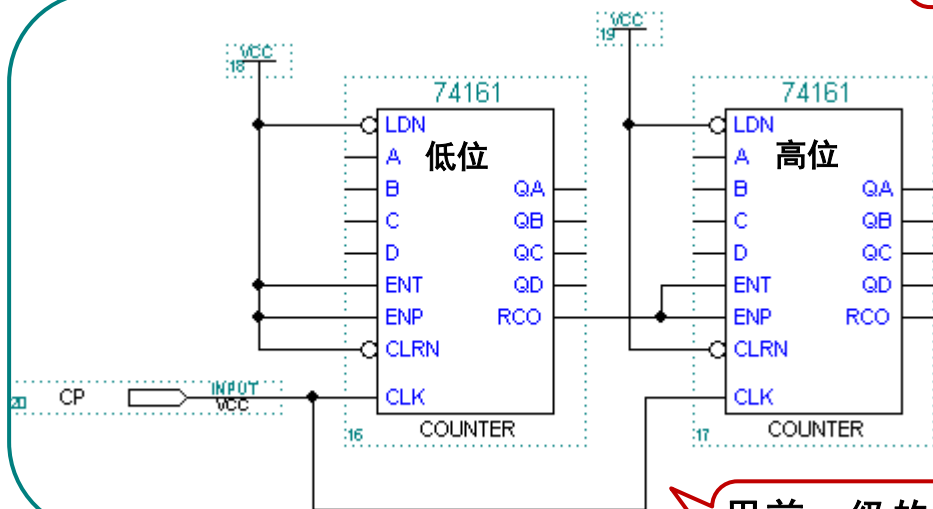 VCC
18
VCC
19
74161
LDN
A
低位
B
QA
C
QB
D
QC
ENT
QD
ENP
RCO
CLRN
CLK
COUNTER
16
74161
LDN
A
高位
B
QA
C
QB
D
QC
ENT
QD
ENP
RCO
CLRN
CLK
COUNTER
17
20
CP
INPUT
VCC